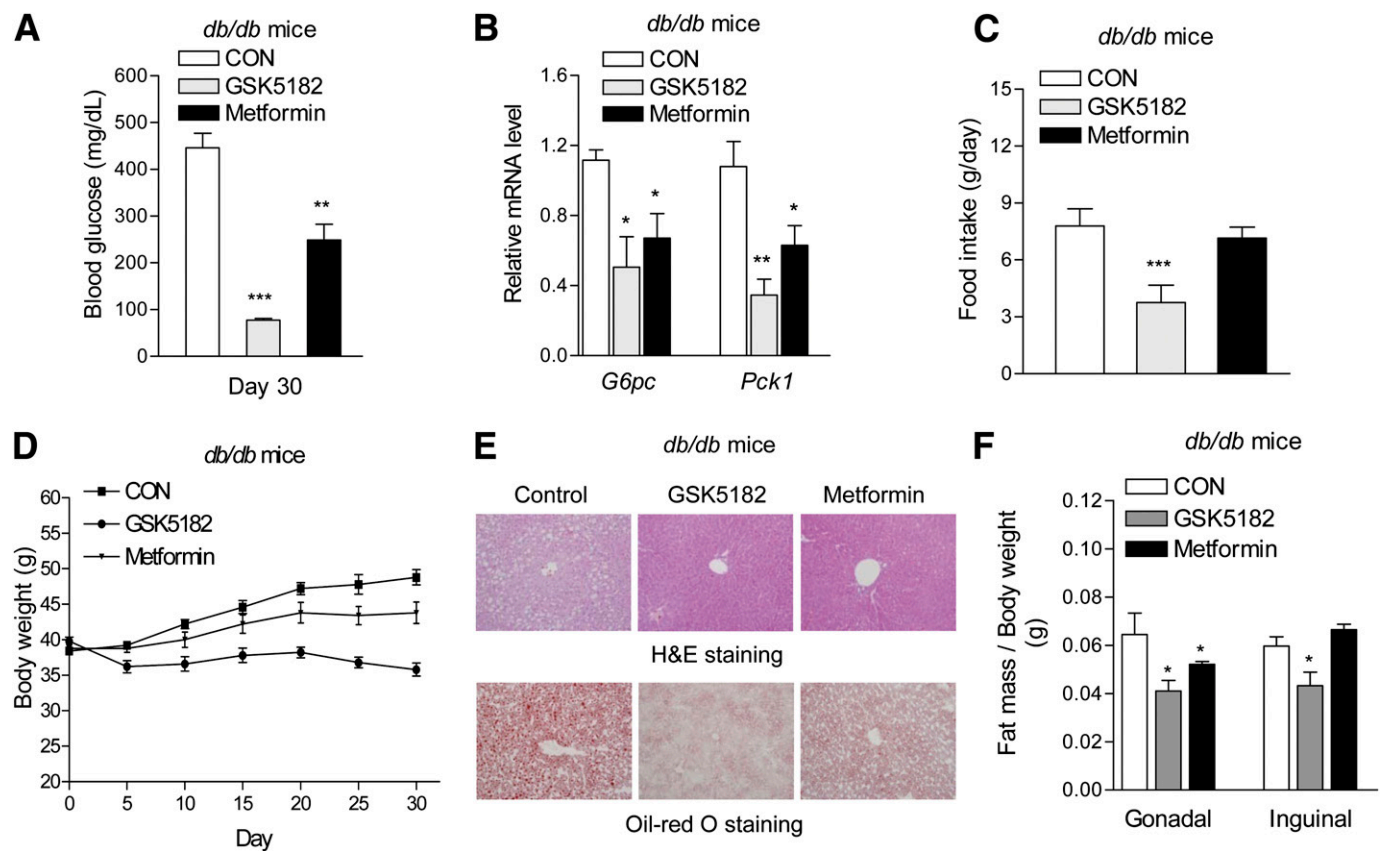 A
db/db mice
CON
GSK5182
Metformin
Blood glucose (mg/dL)
600
500
400
300
200
100
0
***
**
Day 30
B
db/db mice
CON
GSK5182
Metformin
Relative mRNA level
1.6
1.2
0.8
0.4
0.0
*
*
**
*
G6pc
Pck1
C
db/db mice
CON
GSK5182
Metformin
Food intake (g/day)
15
12
9
6
3
0
***
D
db/db mice
CON
GSK5182
Metformin
Body weight (g)
60
55
50
45
40
35
30
25
20
0 5 10 15 20 25 30
Day
E
db/db mice
Control GSK5182 Metformin
H&E staining
Oil-red O staining
F
db/db mice
CON
GSK5182
Metformin
Fat mass / Body weight
(g)
0.12
0.10
0.08
0.06
0.04
0.02
0.00
*
*
*
Gonadal
Inguinal